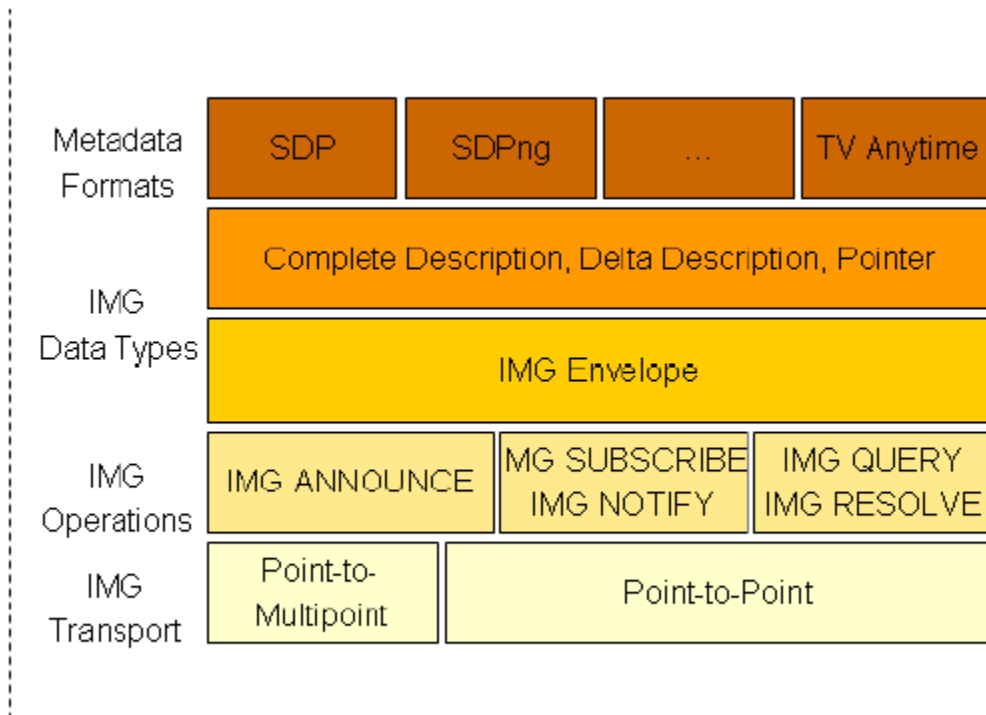 Metadata
Formats
SDP
SDPng
...
TV Anytime
IMG
Data Types
Complete Description, Delta Description, Pointer
IMG Envelope
IMG
Operations
IMG ANNOUNCE
MG SUBSCRIBE
IMG NOTIFY
IMG QUERY
IMG RESOLVE
IMG
Transport
Point-to-
Multipoint
Point-to-Point